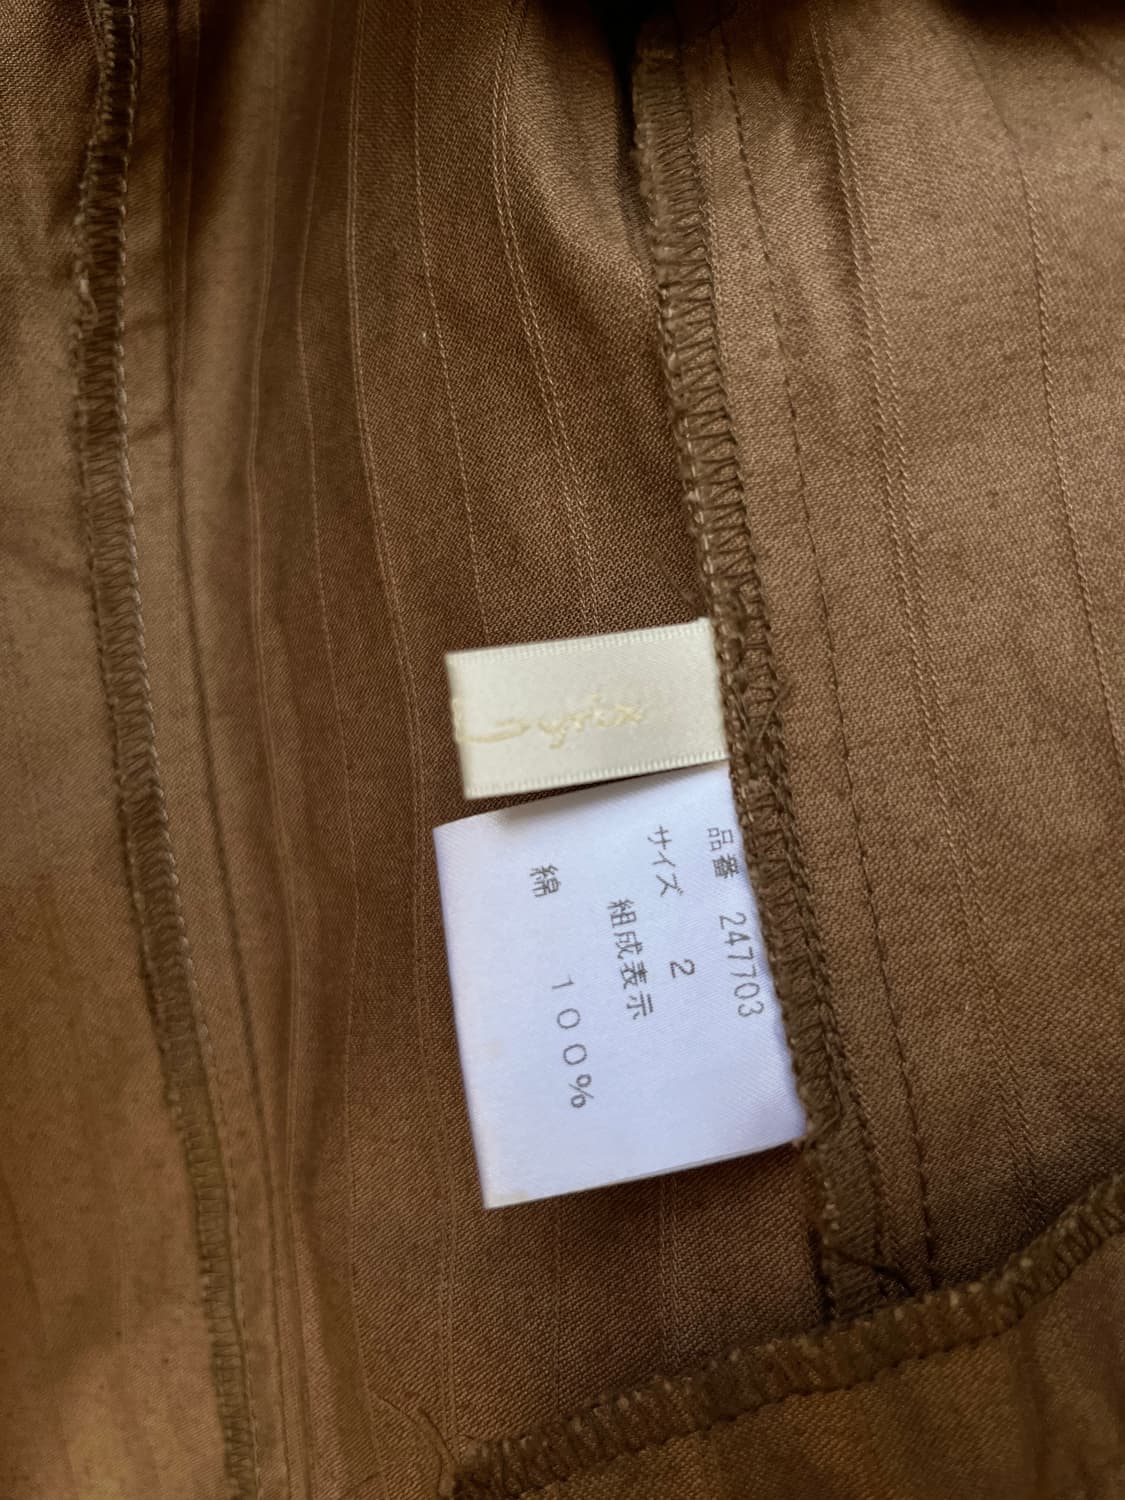 品番 247703
サイズ 2
組成表示
綿 100%